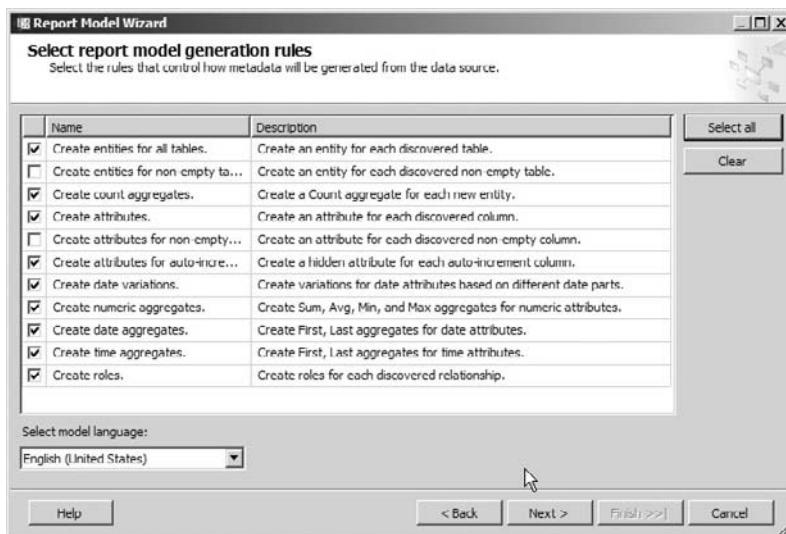 Report Model Wizard
Select report model generation rules
Select the rules that control how metadata will be generated from the data source.
Name Description
Create entities for all tables. Create an entity for each discovered table.
Create entities for non-empty ta... Create an entity for each discovered non-empty table.
Create count aggregates. Create a Count aggregate for each new entity.
Create attributes. Create an attribute for each discovered column.
Create attributes for non-empty... Create an attribute for each discovered non-empty column.
Create attributes for auto-incre... Create a hidden attribute for each auto-increment column.
Create date variations. Create variations for date attributes based on different date parts.
Create numeric aggregates. Create Sum, Avg, Min, and Max aggregates for numeric attributes.
Create date aggregates. Create First, Last aggregates for date attributes.
Create time aggregates. Create First, Last aggregates for time attributes.
Create roles. Create roles for each discovered relationship.
Select all
Clear
Select model language:
English (United States)
Help < Back Next > Finish >>| Cancel